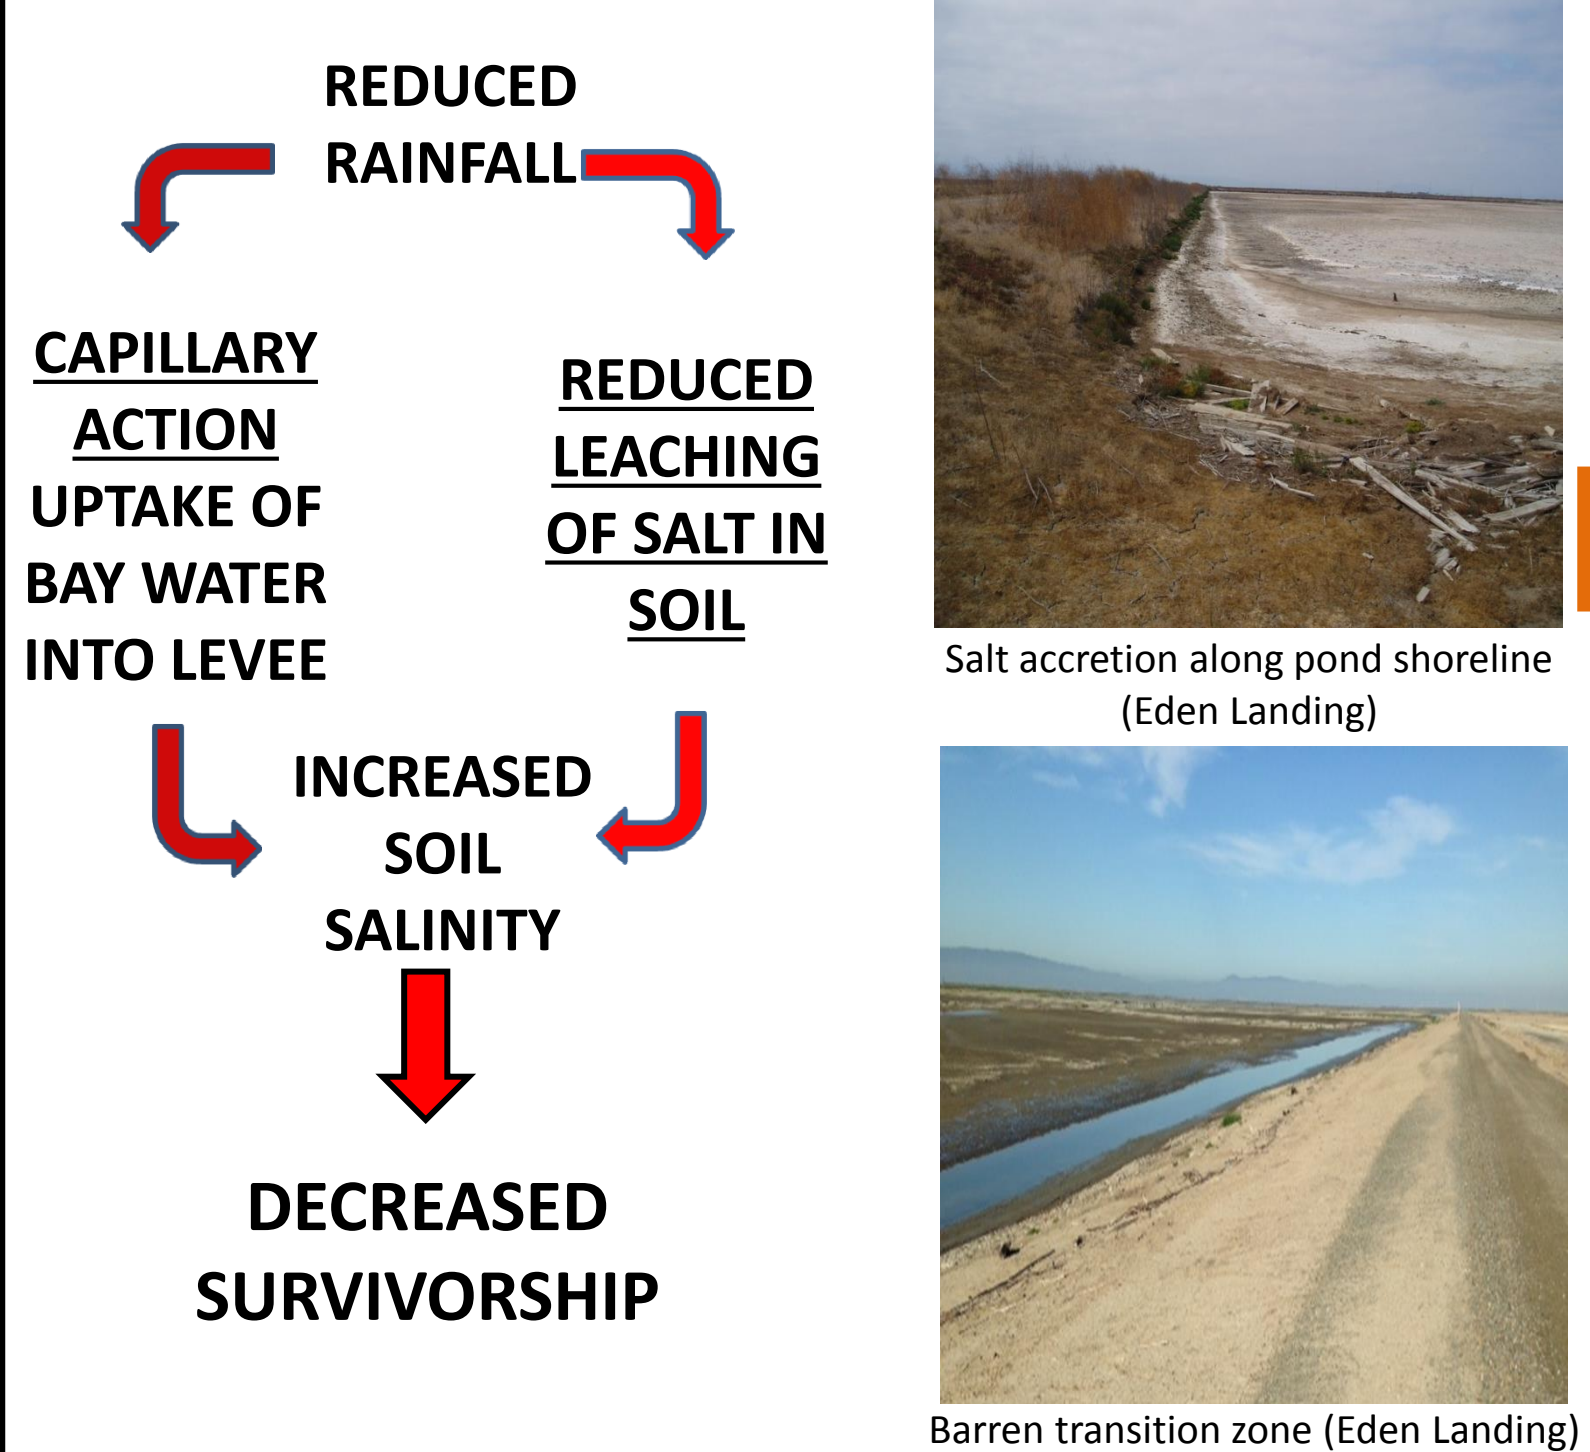 REDUCED
RAINFALL
CAPILLARY
ACTION
UPTAKE OF
BAY WATER
INTO LEVEE
REDUCED
LEACHING
OF SALT IN
SOIL
INCREASED
SOIL
SALINITY
DECREASED
SURVIVORSHIP
Salt accretion along pond shoreline
(Eden Landing)
Barren transition zone (Eden Landing)